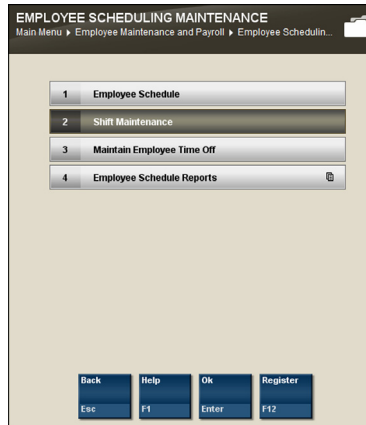 EMPLOYEE SCHEDULING MAINTENANCE
Main Menu ▶ Employee Maintenance and Payroll ▶ Employee Schedulin...
1 Employee Schedule
2 Shift Maintenance
3 Maintain Employee Time Off
4 Employee Schedule Reports
Back Help Ok Register
Esc F1 Enter F12